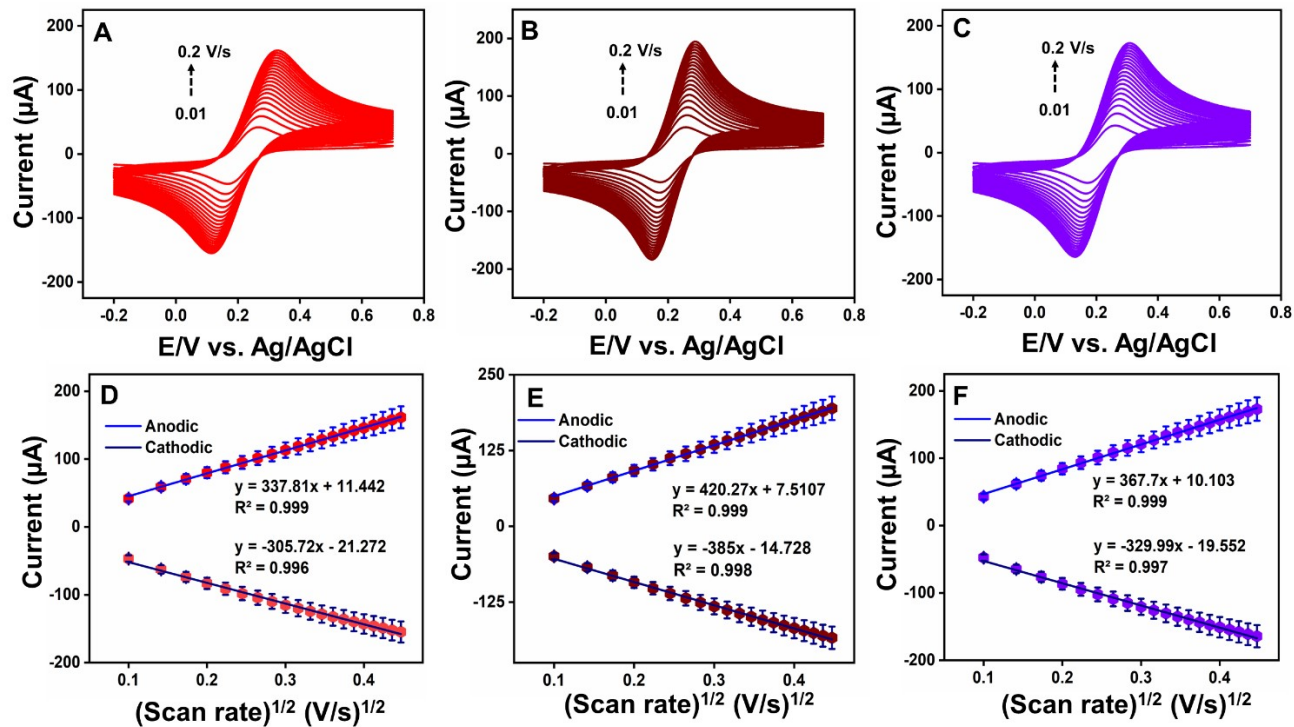 A
200
100
0
-100
-200
Current (µA)
0.2 V/s
0.01
-0.2 0.0 0.2 0.4 0.6 0.8
E/V vs. Ag/AgCl
B
200
100
0
-100
-200
Current (µA)
0.2 V/s
0.01
-0.2 0.0 0.2 0.4 0.6 0.8
E/V vs. Ag/AgCl
C
200
100
0
-100
-200
Current (µA)
0.2 V/s
0.01
-0.2 0.0 0.2 0.4 0.6 0.8
E/V vs. Ag/AgCl
D
200
100
0
-100
-200
Current (µA)
Anodic
Cathodic
y = 337.81x + 11.442
R² = 0.999
y = -305.72x - 21.272
R² = 0.996
0.1 0.2 0.3 0.4
(Scan rate)^1/2 (V/s)^1/2
E
250
125
0
-125
Current (µA)
Anodic
Cathodic
y = 420.27x + 7.5107
R² = 0.999
y = -385x - 14.728
R² = 0.998
0.1 0.2 0.3 0.4
(Scan rate)^1/2 (V/s)^1/2
F
200
100
0
-100
-200
Current (µA)
Anodic
Cathodic
y = 367.7x + 10.103
R² = 0.999
y = -329.99x - 19.552
R² = 0.997
0.1 0.2 0.3 0.4
(Scan rate)^1/2 (V/s)^1/2